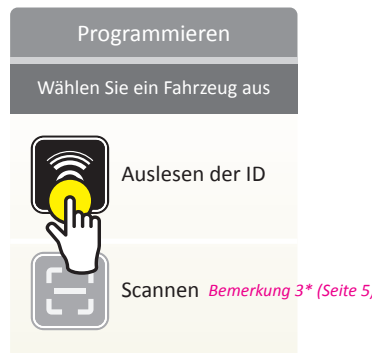 Programmieren
Wählen Sie ein Fahrzeug aus
Auslesen der ID
Scannen Bemerkung 3* (Seite 5)